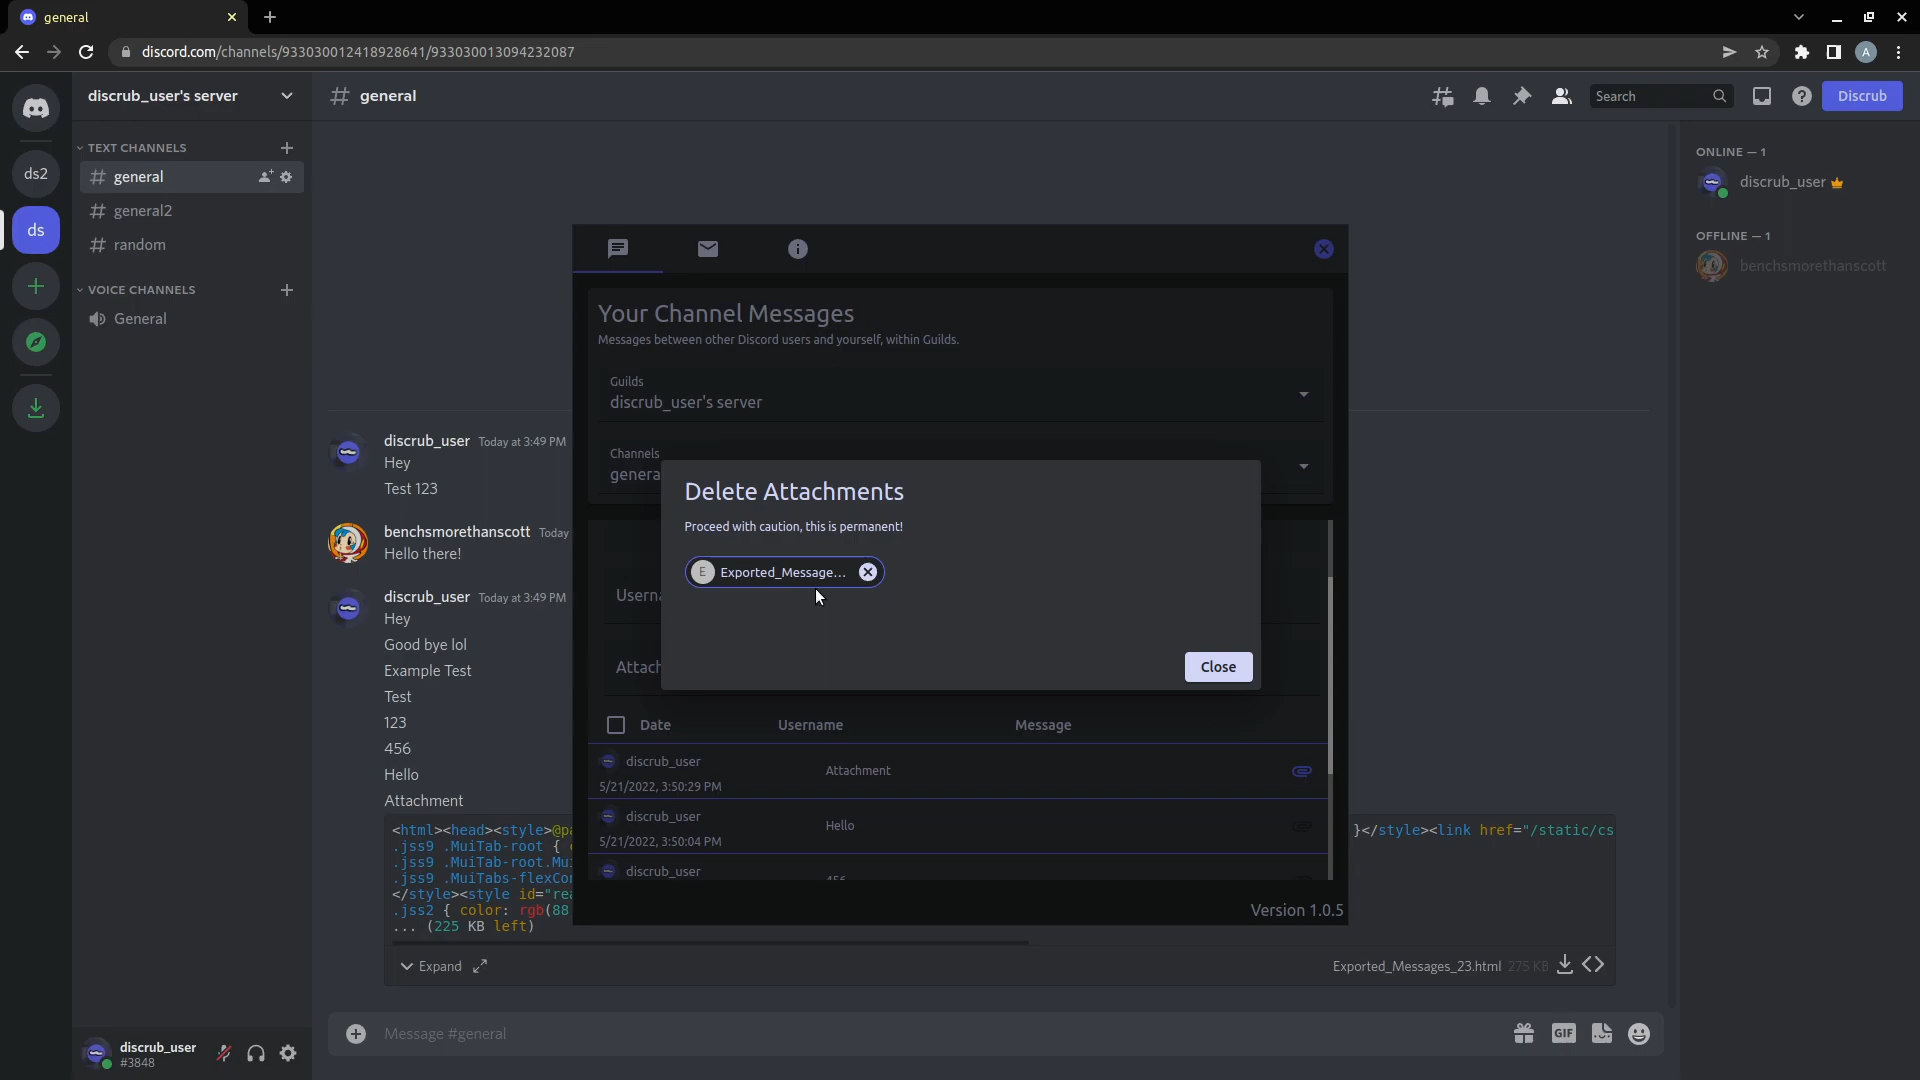 general
discord.com/channels/933030012418928641/933030013094232087
A
discrub_user's server
# general
Search
Discrub
ds2
ds
TEXT CHANNELS
general
general2
random
VOICE CHANNELS
General
ONLINE — 1
discrub_user
OFFLINE — 1
benchsmorethanscott
Your Channel Messages
Messages between other Discord users and yourself, within Guilds.
Guilds
discrub_user's server
Channels
genera
Delete Attachments
Proceed with caution, this is permanent!
E Exported_Message...
Close
Userna
Attach
Date Username Message
discrub_user
5/21/2022, 3:50:29 PM
Attachment
discrub_user
5/21/2022, 3:50:04 PM
Hello
discrub_user
456
Version 1.0.5
discrub_user Today at 3:49 PM
Hey
Test 123
benchsmorethanscott Today
Hello there!
discrub_user Today at 3:49 PM
Hey
Good bye lol
Example Test
Test
123
456
Hello
Attachment
<html><head><style>@pa }</style><link href="/static/cs
.jss9 .MuiTab-root {
.jss9 .MuiTab-root.Mu
.jss9 .MuiTabs-flexCo
</style><style id="rea
.jss2 { color: rgb(88
... (225 KB left)
Expand
Exported_Messages_23.html 275 KB
Message #general
GIF
discrub_user
#3848